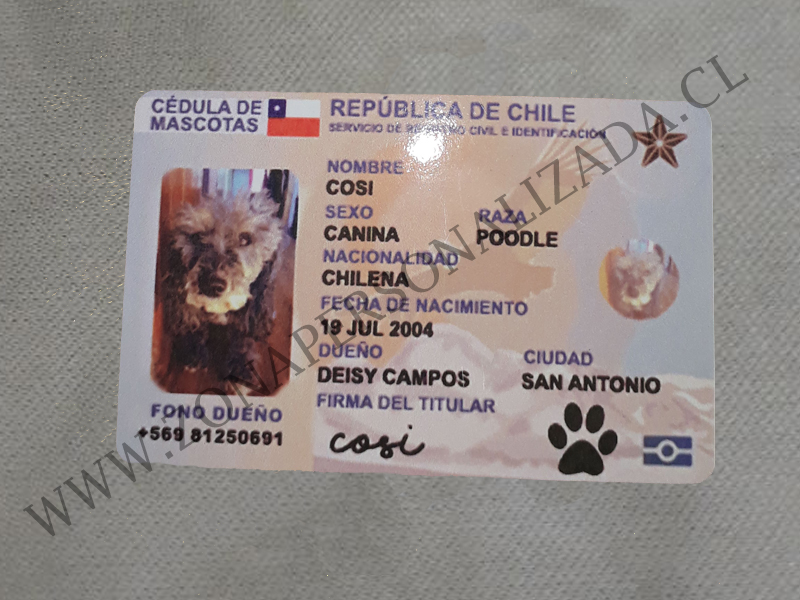 CÉDULA DE
MASCOTAS
REPÚBLICA DE CHILE
SERVICIO DE REGISTRO CIVIL E IDENTIFICACIÓN
NOMBRE
COSI
SEXO RAZA
CANINA POODLE
NACIONALIDAD
CHILENA
FECHA DE NACIMIENTO
19 JUL 2004
DUEÑO CIUDAD
DEISY CAMPOS SAN ANTONIO
FIRMA DEL TITULAR
cosi
FONO DUEÑO
+569 81250691
WWW.ZONAPERSONALIZADA.CL